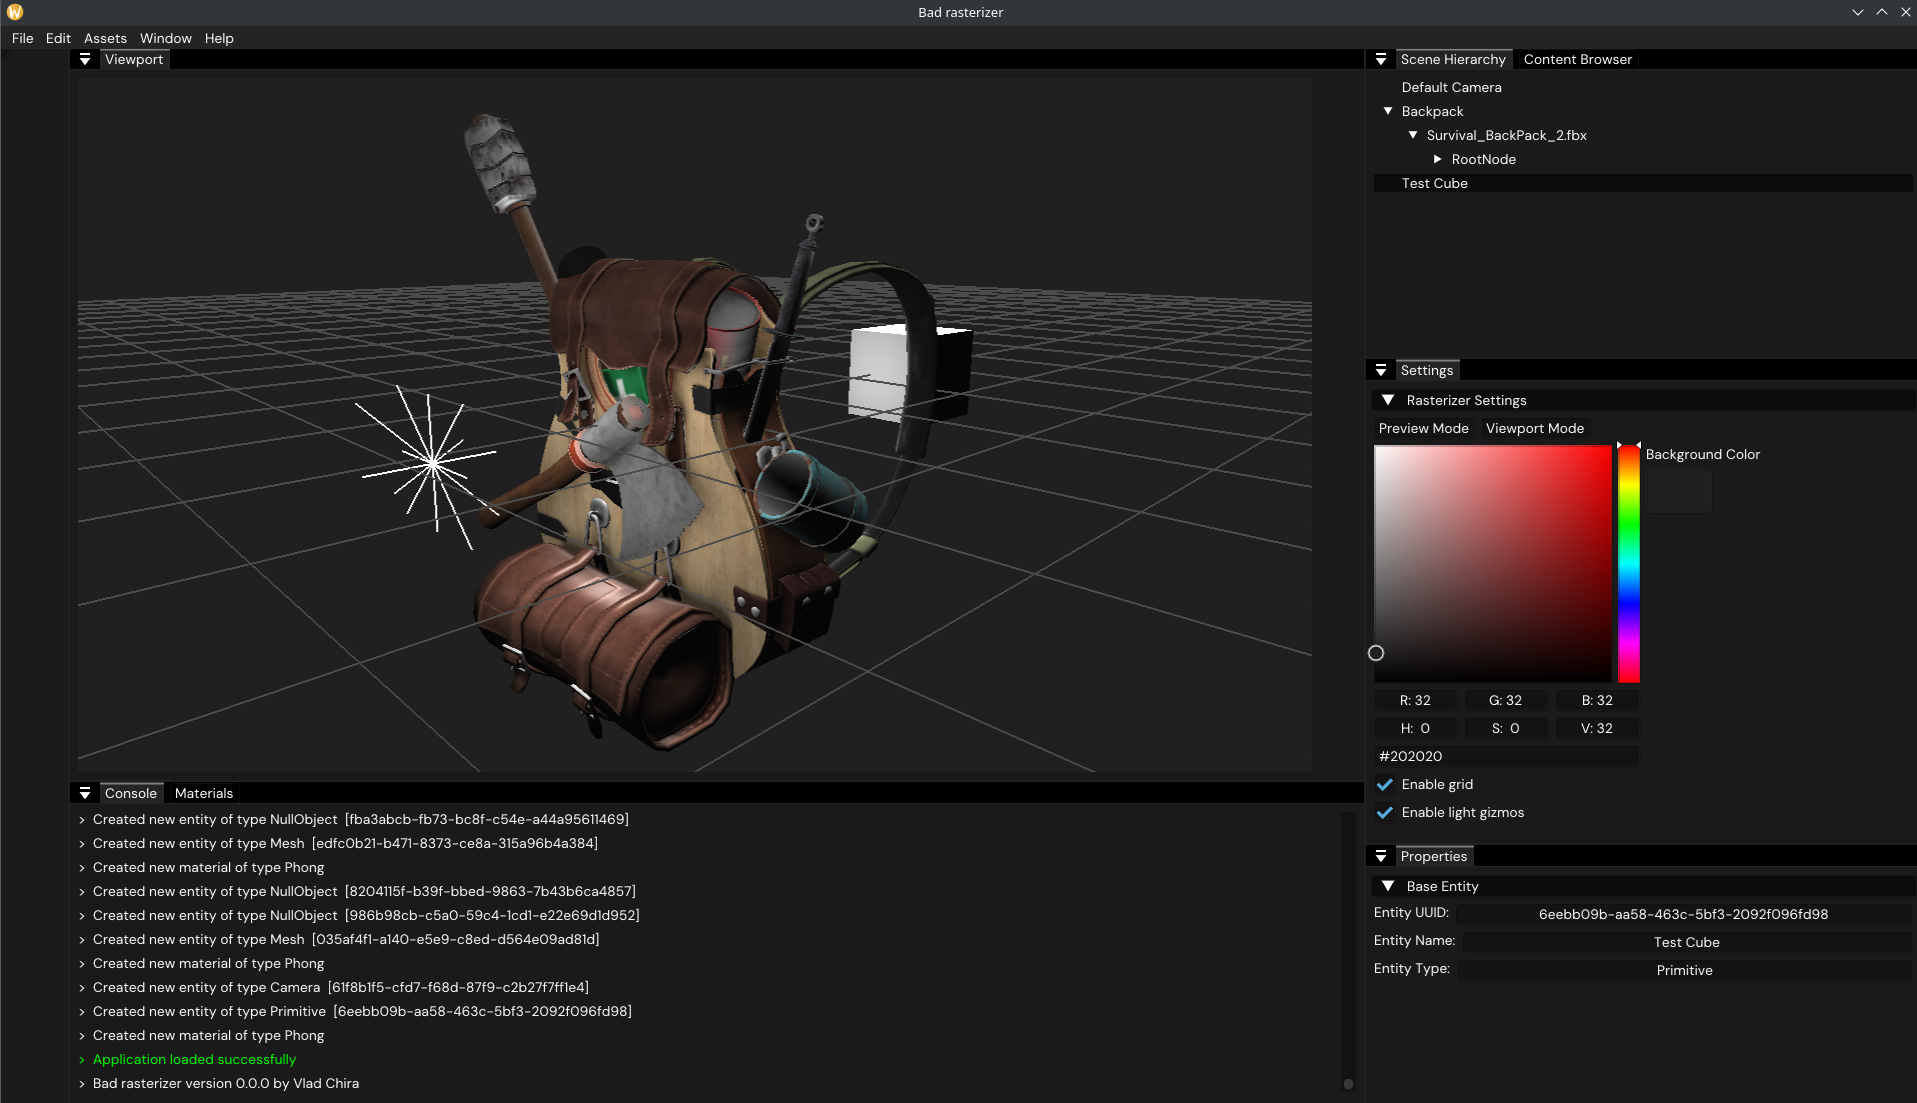 Bad rasterizer
File Edit Assets Window Help
Viewport
Scene Hierarchy Content Browser
Default Camera
Backpack
Survival_BackPack_2.fbx
RootNode
Test Cube
Settings
Rasterizer Settings
Preview Mode Viewport Mode
Background Color
R: 32 G: 32 B: 32
H: 0 S: 0 V: 32
#202020
Enable grid
Enable light gizmos
Console Materials
> Created new entity of type NullObject [fba3abcb-fb73-bc8f-c54e-a44a95611469]
> Created new entity of type Mesh [edfc0b21-b471-8373-ce8a-315a96b4a384]
> Created new material of type Phong
> Created new entity of type NullObject [8204115f-b39f-bbed-9863-7b43b6ca4857]
> Created new entity of type NullObject [986b98cb-c5a0-59c4-1cd1-e22e69d1d952]
> Created new entity of type Mesh [035af4f1-a140-e5e9-c8ed-d564e09ad81d]
> Created new material of type Phong
> Created new entity of type Camera [61f8b1f5-cfd7-f68d-87f9-c2b27f7ff1e4]
> Created new entity of type Primitive [6eebb09b-aa58-463c-5bf3-2092f096fd98]
> Created new material of type Phong
> Application loaded successfully
> Bad rasterizer version 0.0.0 by Vlad Chira
Properties
Base Entity
Entity UUID: 6eebb09b-aa58-463c-5bf3-2092f096fd98
Entity Name: Test Cube
Entity Type: Primitive